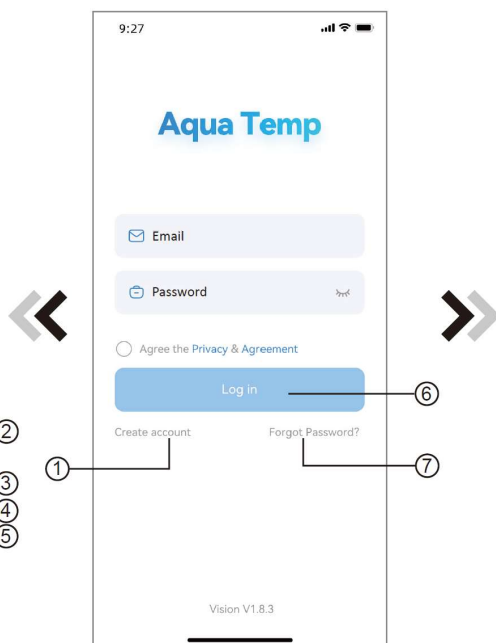 9:27
Aqua Temp
Email
Password
Agree the Privacy & Agreement
Log in
⑥
②
Create account
Forgot Password?
①
⑦
③
④
⑤
Vision V1.8.3